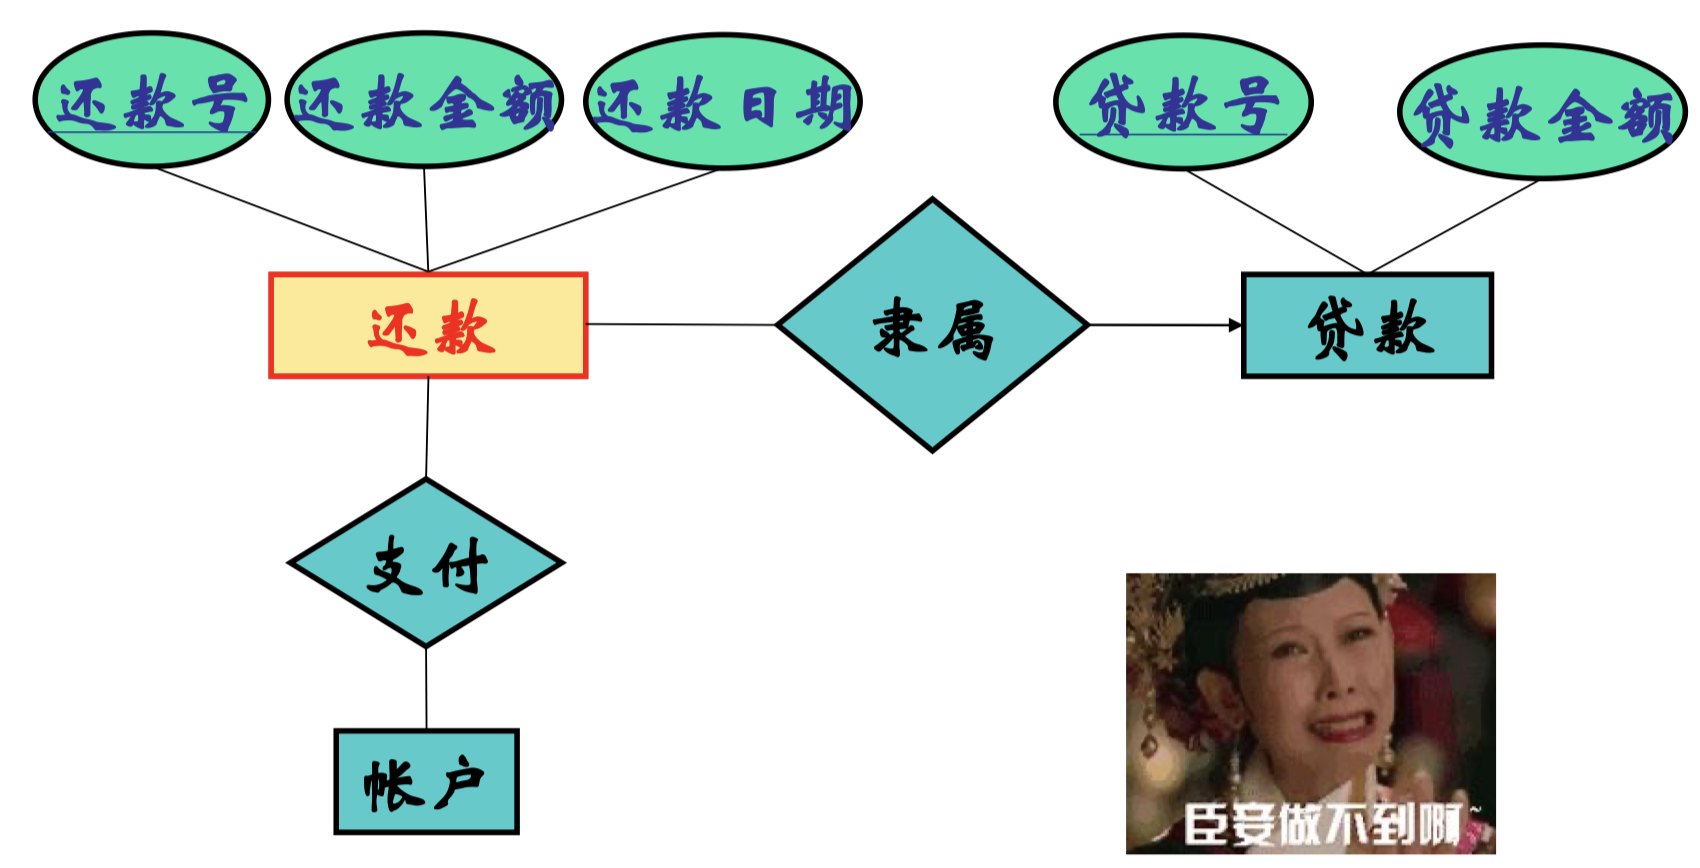 还款号
还款金额
还款日期
贷款号
贷款金额
还款
隶属
贷款
支付
帐户
臣妾做不到啊~